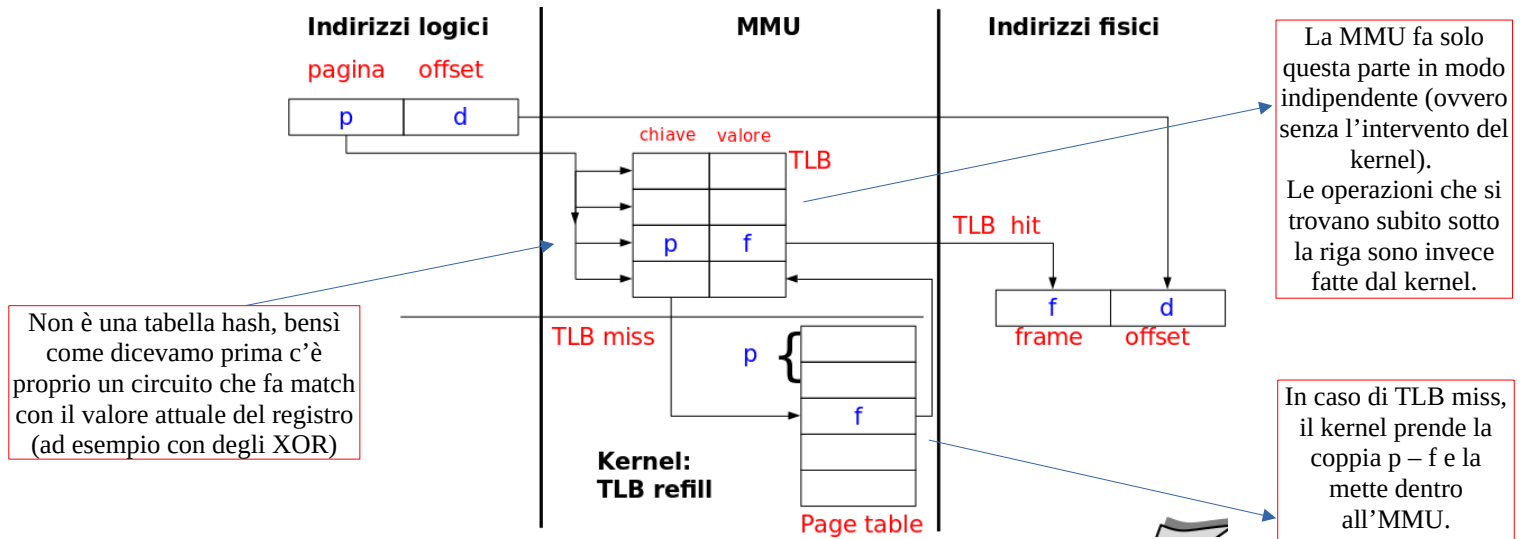 Indirizzi logici
MMU
Indirizzi fisici
pagina offset
p d
chiave valore
TLB
p f
TLB hit
f d
frame offset
TLB miss
p
f
Kernel:
TLB refill
Page table
La MMU fa solo
questa parte in modo
indipendente (ovvero
senza l’intervento del
kernel).
Le operazioni che si
trovano subito sotto
la riga sono invece
fatte dal kernel.
Non è una tabella hash, bensì
come dicevamo prima c’è
proprio un circuito che fa match
con il valore attuale del registro
(ad esempio con degli XOR)
In caso di TLB miss,
il kernel prende la
coppia p – f e la
mette dentro
all’MMU.